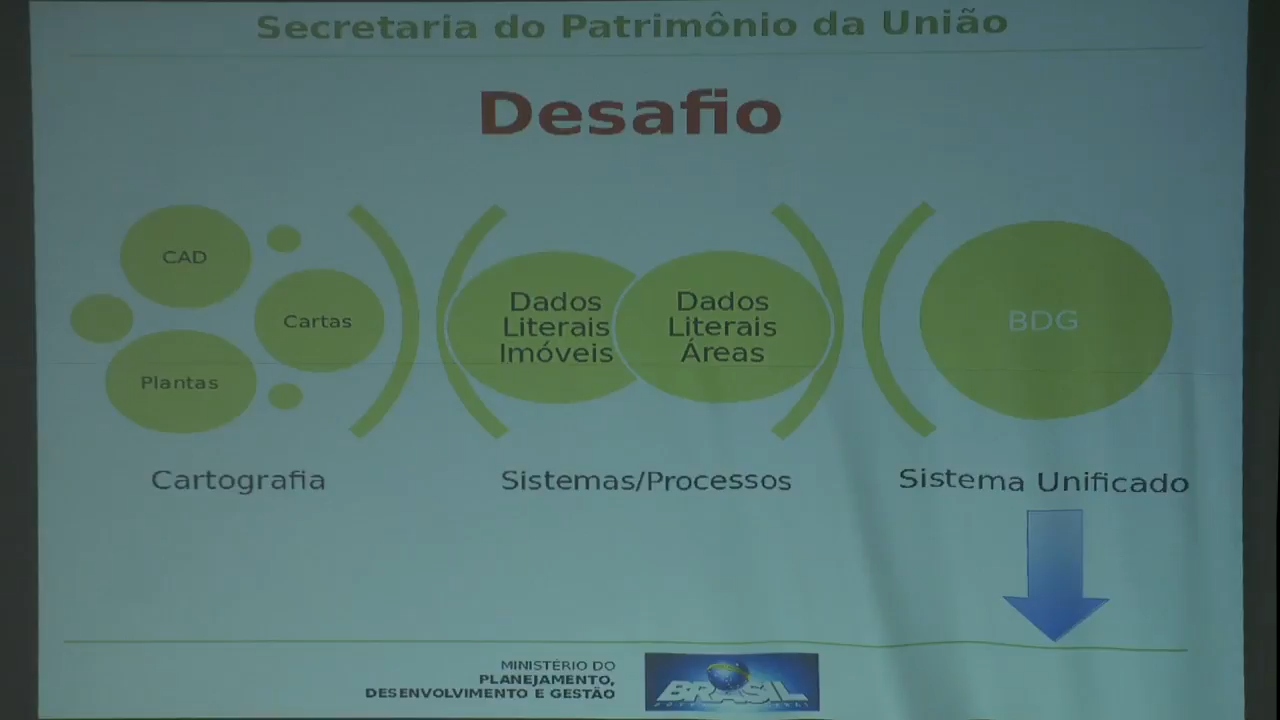 Secretaria do Patrimônio da União
Desafio
CAD
Cartas
Plantas
Dados
Literais
Imóveis
Dados
Literais
Áreas
BDG
Cartografia
Sistemas/Processos
Sistema Unificado
MINISTÉRIO DO
PLANEJAMENTO,
DESENVOLVIMENTO E GESTÃO
BRASIL